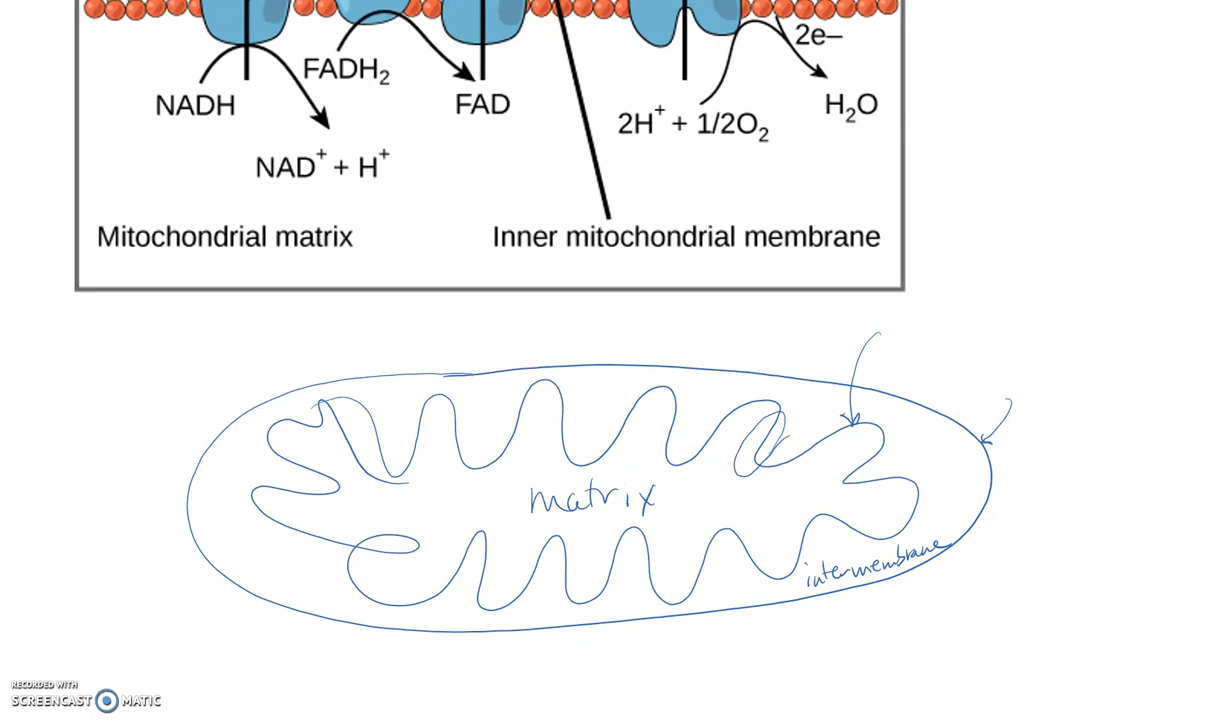 2e–
FADH₂
NADH
FAD
2H⁺ + 1/2O₂
H₂O
NAD⁺ + H⁺
Mitochondrial matrix
Inner mitochondrial membrane
matrix
intermembrane
RECORDED WITH
SCREENCAST MATIC